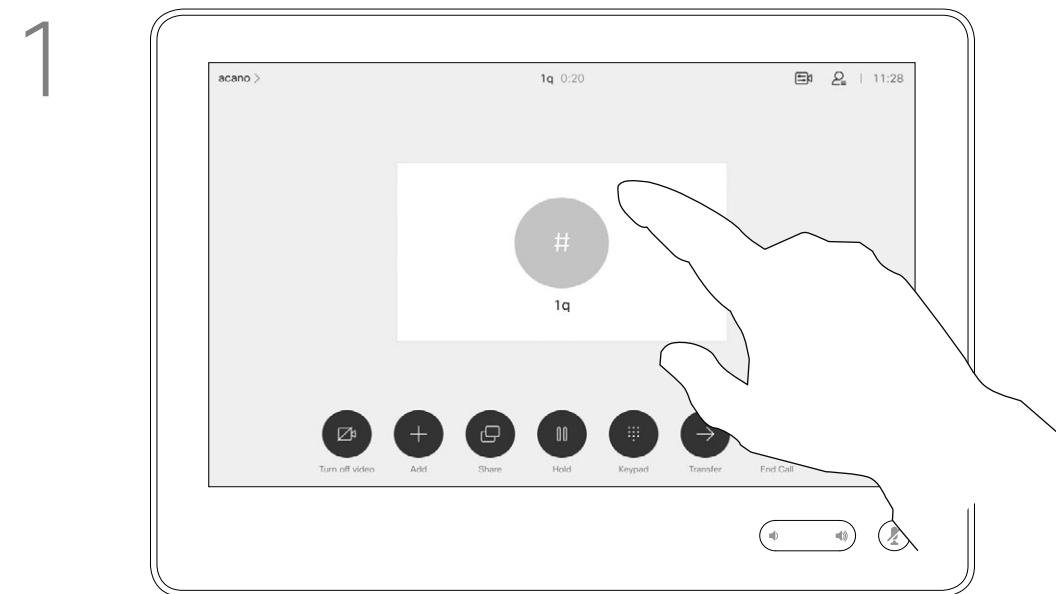 1
acano >
1q 0:20
11:28
#
1q
Turn off video
Add
Share
Hold
Keypad
Transfer
End Call